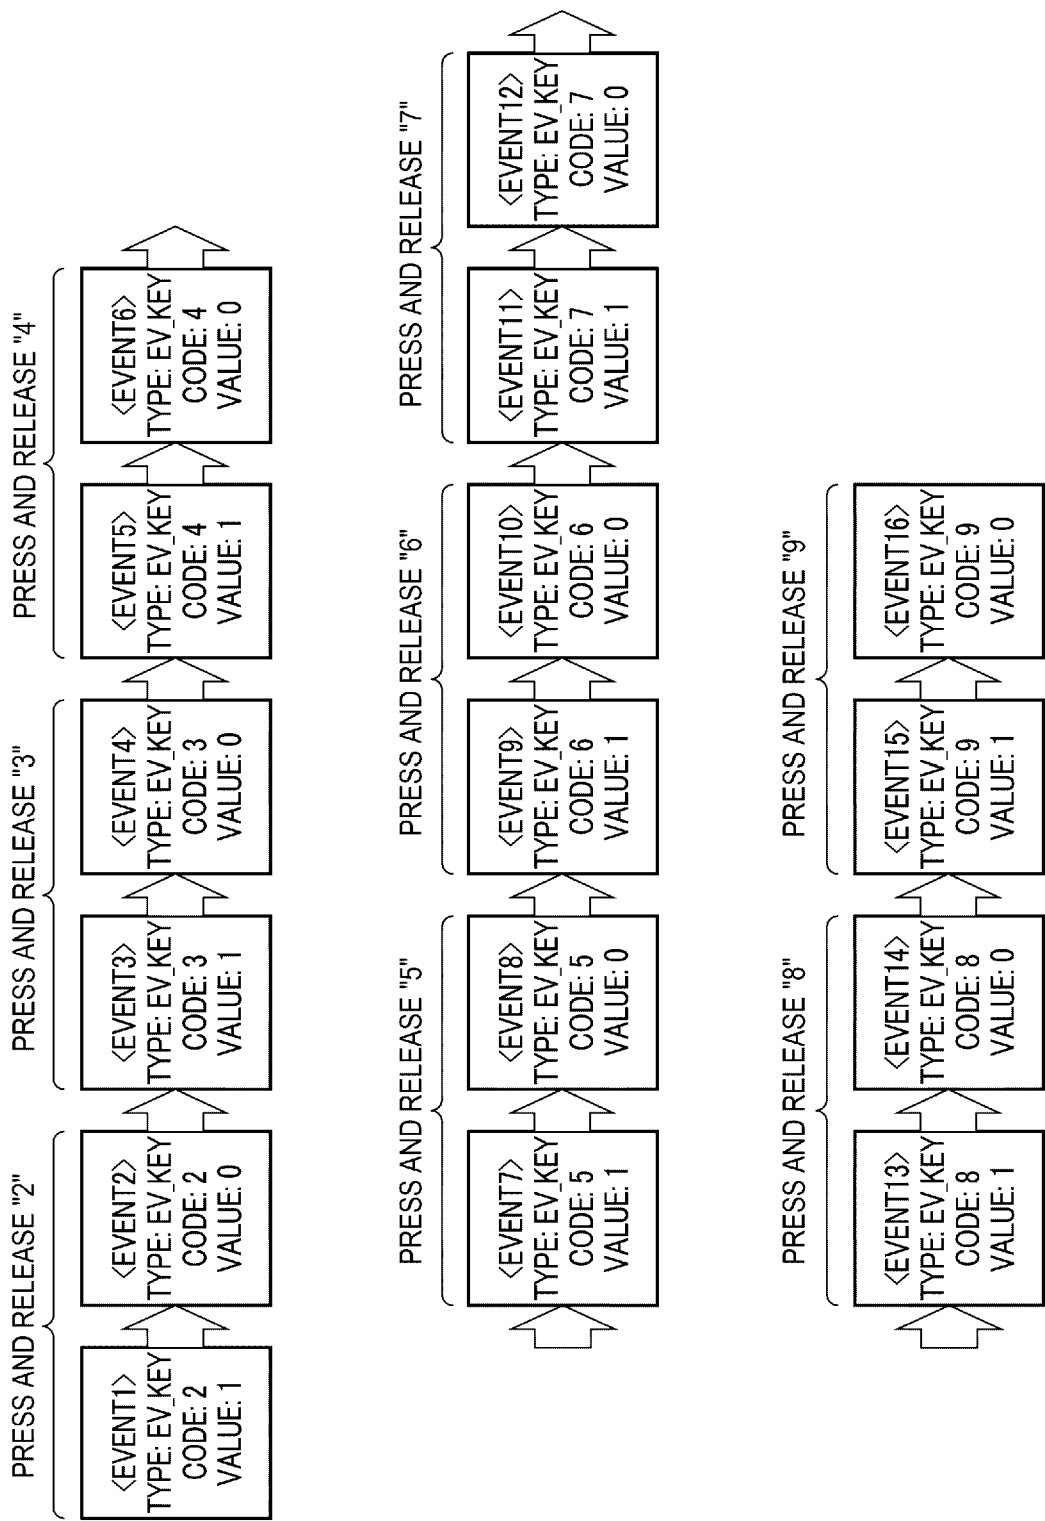 PRESS AND RELEASE "2"
<EVENT1>
TYPE: EV_KEY
CODE: 2
VALUE: 1
<EVENT2>
TYPE: EV_KEY
CODE: 2
VALUE: 0
PRESS AND RELEASE "3"
<EVENT3>
TYPE: EV_KEY
CODE: 3
VALUE: 1
<EVENT4>
TYPE: EV_KEY
CODE: 3
VALUE: 0
PRESS AND RELEASE "4"
<EVENT5>
TYPE: EV_KEY
CODE: 4
VALUE: 1
<EVENT6>
TYPE: EV_KEY
CODE: 4
VALUE: 0
PRESS AND RELEASE "5"
<EVENT7>
TYPE: EV_KEY
CODE: 5
VALUE: 1
<EVENT8>
TYPE: EV_KEY
CODE: 5
VALUE: 0
PRESS AND RELEASE "6"
<EVENT9>
TYPE: EV_KEY
CODE: 6
VALUE: 1
<EVENT10>
TYPE: EV_KEY
CODE: 6
VALUE: 0
PRESS AND RELEASE "7"
<EVENT11>
TYPE: EV_KEY
CODE: 7
VALUE: 1
<EVENT12>
TYPE: EV_KEY
CODE: 7
VALUE: 0
PRESS AND RELEASE "8"
<EVENT13>
TYPE: EV_KEY
CODE: 8
VALUE: 1
<EVENT14>
TYPE: EV_KEY
CODE: 8
VALUE: 0
PRESS AND RELEASE "9"
<EVENT15>
TYPE: EV_KEY
CODE: 9
VALUE: 1
<EVENT16>
TYPE: EV_KEY
CODE: 9
VALUE: 0